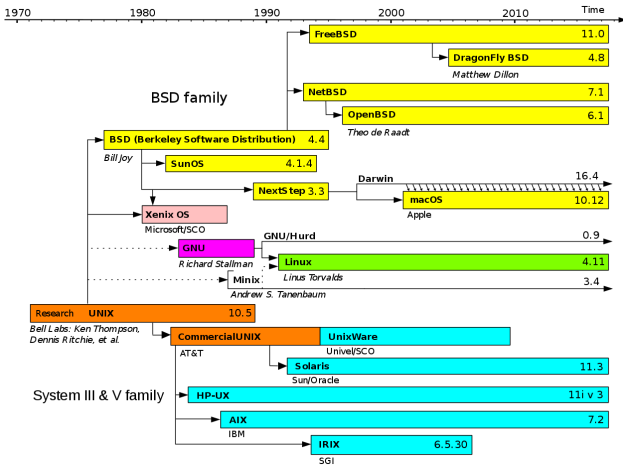 Time
1970 1980 1990 2000 2010
FreeBSD 11.0
DragonFly BSD 4.8
Matthew Dillon
BSD family
NetBSD 7.1
OpenBSD 6.1
Theo de Raadt
BSD (Berkeley Software Distribution) 4.4
Bill Joy
SunOS 4.1.4
Darwin 16.4
NextStep 3.3
macOS 10.12
Apple
Xenix OS
Microsoft/SCO
GNU/Hurd 0.9
GNU
Richard Stallman
Linux 4.11
Linus Torvalds
Minix 3.4
Andrew S. Tanenbaum
Research UNIX 10.5
Bell Labs: Ken Thompson,
Dennis Ritchie, et al.
CommercialUNIX UnixWare
AT&T Univel/SCO
Solaris 11.3
Sun/Oracle
System III & V family
HP-UX 11i v 3
AIX 7.2
IBM
IRIX 6.5.30
SGI